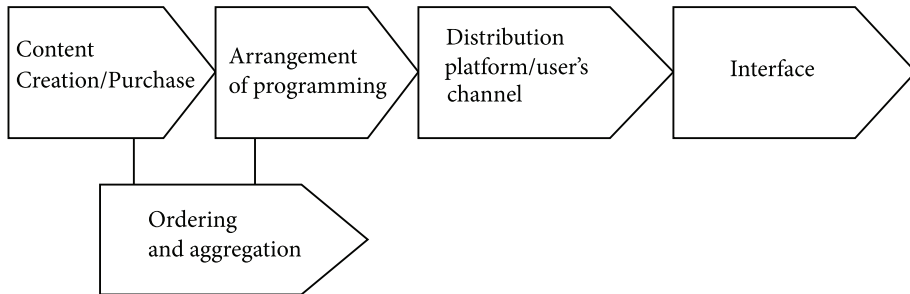 Content
Creation/Purchase
Arrangement
of programming
Distribution
platform/user’s
channel
Interface
Ordering
and aggregation